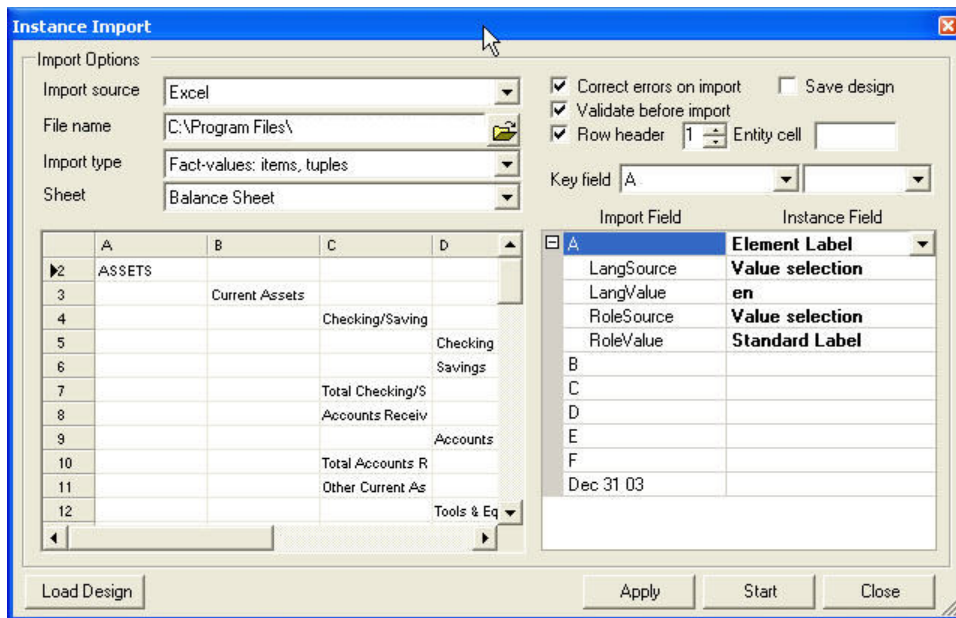 Instance Import
Import Options
Import source Excel
File name C:\Program Files\
Import type Fact-values: items, tuples
Sheet Balance Sheet
Correct errors on import Save design
Validate before import
Row header 1 Entity cell
Key field A
Import Field Instance Field
A Element Label
LangSource Value selection
LangValue en
RoleSource Value selection
RoleValue Standard Label
B
C
D
E
F
Dec 31 03
A B C D
2 ASSETS
3 Current Assets
4 Checking/Saving
5 Checking
6 Savings
7 Total Checking/S
8 Accounts Receiv
9 Accounts
10 Total Accounts R
11 Other Current As
12 Tools & Eq
Load Design Apply Start Close